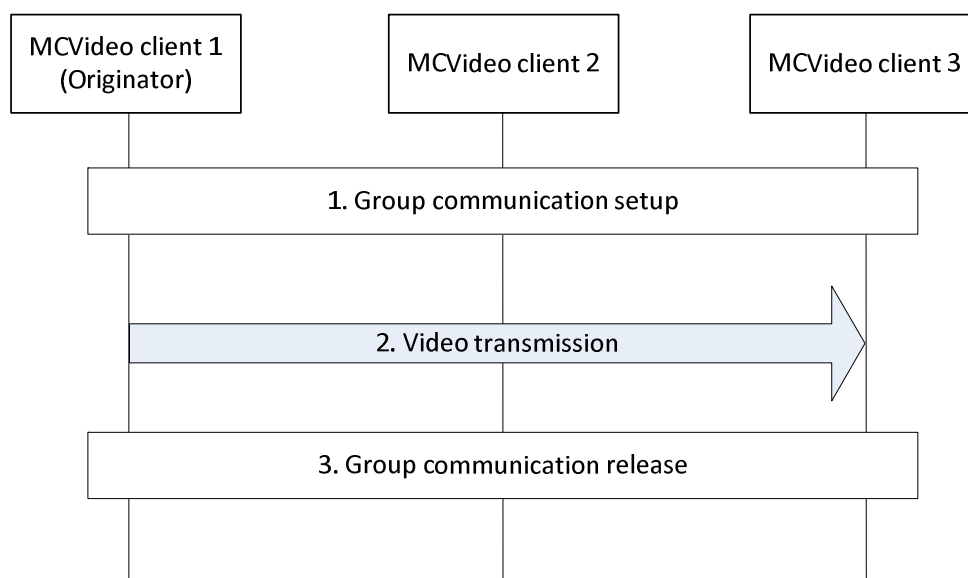 MCVideo client 1
(Originator)
MCVideo client 2
MCVideo client 3
1. Group communication setup
2. Video transmission
3. Group communication release